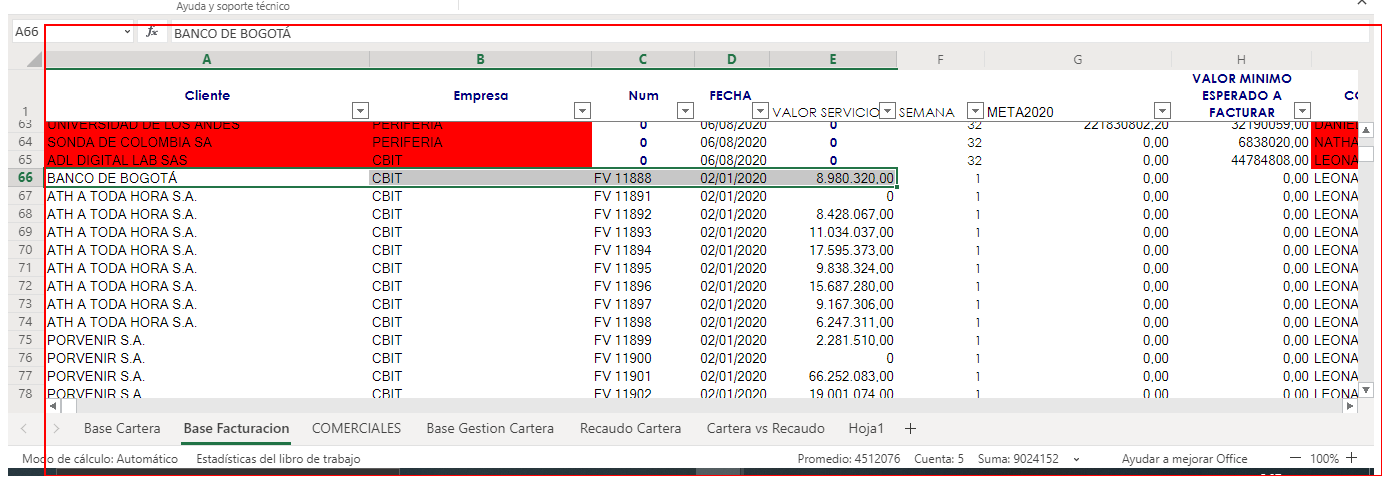 Ayuda y soporte técnico
A66 fx BANCO DE BOGOTÁ
A B C D E F G H
1 Cliente Empresa Num FECHA VALOR SERVICIO SEMANA META2020 VALOR MINIMO ESPERADO A FACTURAR CO
63 UNIVERSIDAD DE LOS ANDES PERIFERIA 0 06/08/2020 0 32 221830802,20 32190059,00 DANIEL
64 SONDA DE COLOMBIA SA PERIFERIA 0 06/08/2020 0 32 0,00 6838020,00 NATHA
65 ADL DIGITAL LAB SAS CBIT 0 06/08/2020 0 32 0,00 44784808,00 LEONA
66 BANCO DE BOGOTÁ CBIT FV 11888 02/01/2020 8.980.320,00 1 0,00 0,00 LEONA
67 ATH A TODA HORA S.A. CBIT FV 11891 02/01/2020 0 1 0,00 0,00 LEONA
68 ATH A TODA HORA S.A. CBIT FV 11892 02/01/2020 8.428.067,00 1 0,00 0,00 LEONA
69 ATH A TODA HORA S.A. CBIT FV 11893 02/01/2020 11.034.037,00 1 0,00 0,00 LEONA
70 ATH A TODA HORA S.A. CBIT FV 11894 02/01/2020 17.595.373,00 1 0,00 0,00 LEONA
71 ATH A TODA HORA S.A. CBIT FV 11895 02/01/2020 9.838.324,00 1 0,00 0,00 LEONA
72 ATH A TODA HORA S.A. CBIT FV 11896 02/01/2020 15.687.280,00 1 0,00 0,00 LEONA
73 ATH A TODA HORA S.A. CBIT FV 11897 02/01/2020 9.167.306,00 1 0,00 0,00 LEONA
74 ATH A TODA HORA S.A. CBIT FV 11898 02/01/2020 6.247.311,00 1 0,00 0,00 LEONA
75 PORVENIR S.A. CBIT FV 11899 02/01/2020 2.281.510,00 1 0,00 0,00 LEONA
76 PORVENIR S.A. CBIT FV 11900 02/01/2020 0 1 0,00 0,00 LEONA
77 PORVENIR S.A. CBIT FV 11901 02/01/2020 66.252.083,00 1 0,00 0,00 LEONA
78 PORVENIR S.A. CBIT FV 11902 02/01/2020 19.001.074,00 1 0,00 0,00 LEONA
Base Cartera Base Facturacion COMERCIALES Base Gestion Cartera Recaudo Cartera Cartera vs Recaudo Hoja1
Modo de cálculo: Automático Estadísticas del libro de trabajo Promedio: 4512076 Cuenta: 5 Suma: 9024152 Ayudar a mejorar Office 100%